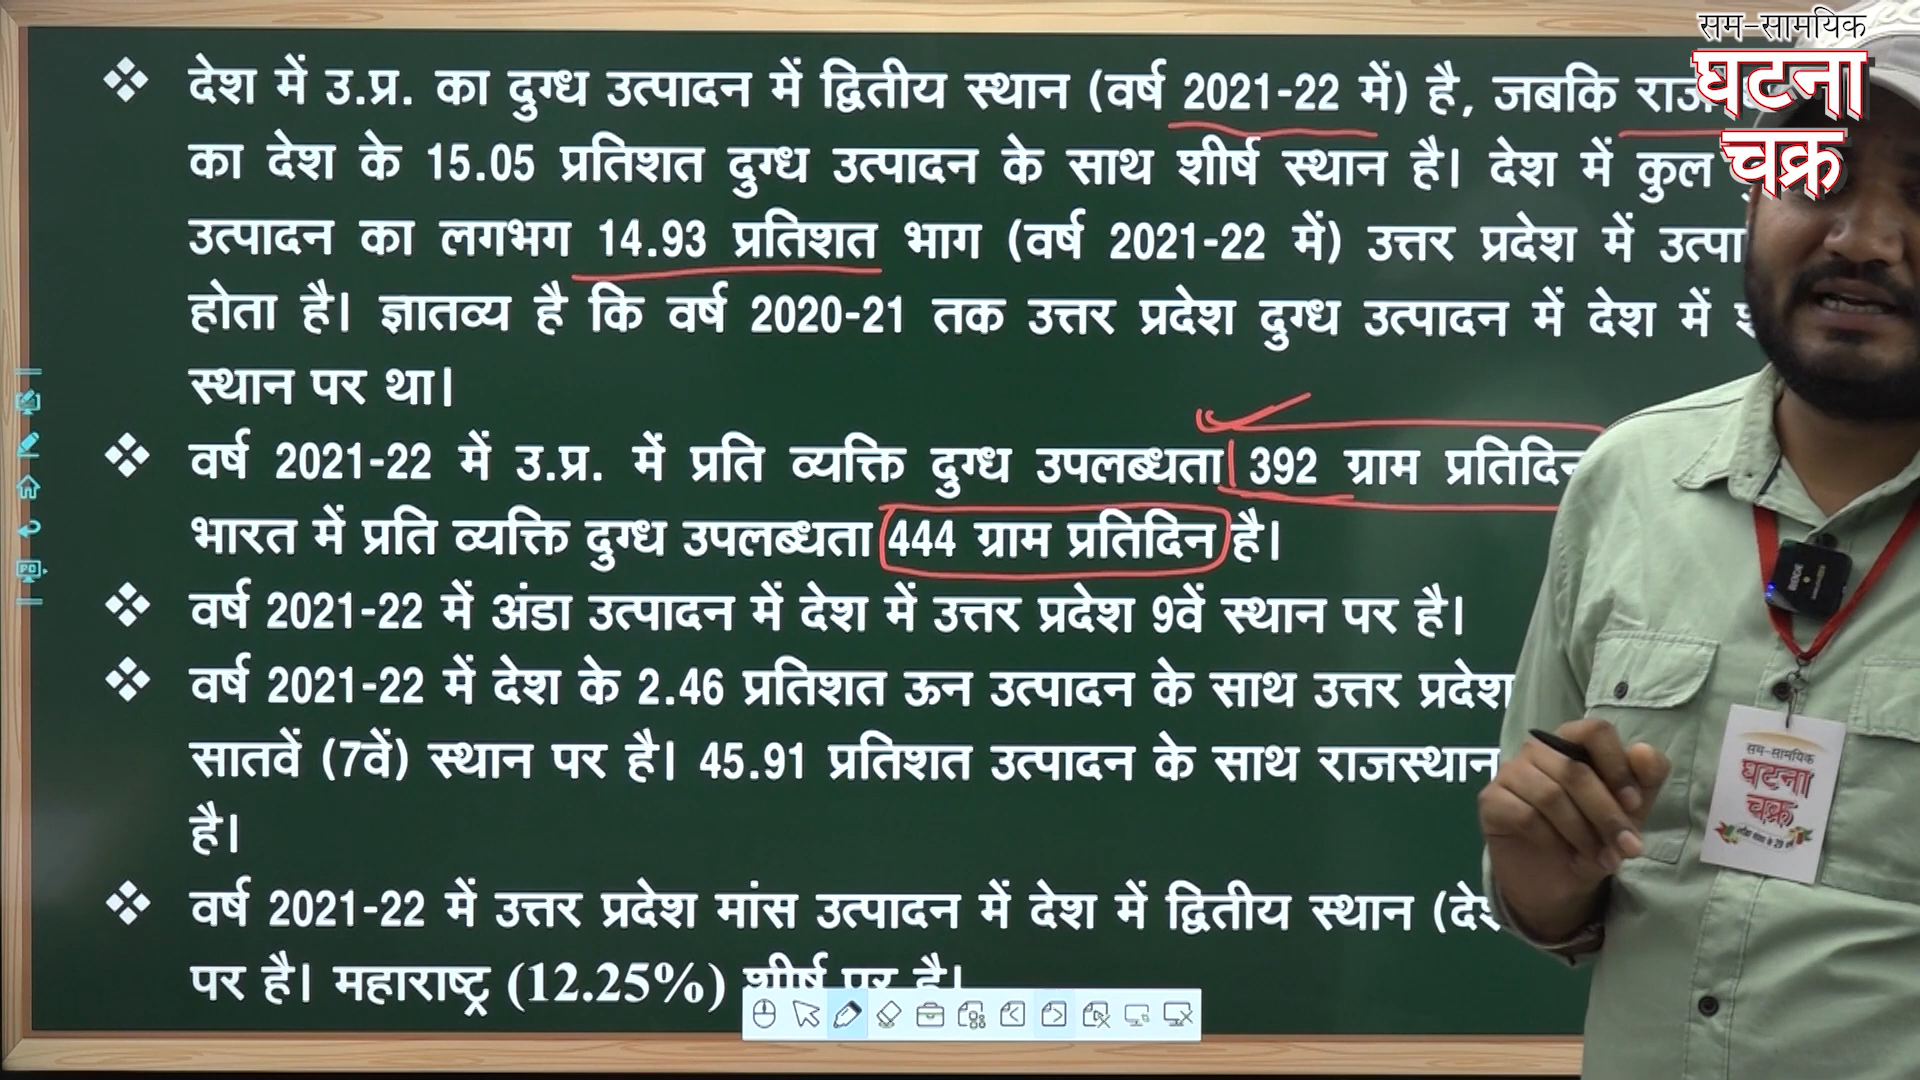 सम-सामयिक
घटना
चक्र
देश में उ.प्र. का दुग्ध उत्पादन में द्वितीय स्थान (वर्ष 2021-22 में) है, जबकि
का देश के 15.05 प्रतिशत दुग्ध उत्पादन के साथ शीर्ष स्थान है। देश में कुल
उत्पादन का लगभग 14.93 प्रतिशत भाग (वर्ष 2021-22 में) उत्तर प्रदेश में
होता है। ज्ञातव्य है कि वर्ष 2020-21 तक उत्तर प्रदेश दुग्ध उत्पादन में देश में
स्थान पर था।
वर्ष 2021-22 में उ.प्र. में प्रति व्यक्ति दुग्ध उपलब्धता 392 ग्राम प्रतिदिन
भारत में प्रति व्यक्ति दुग्ध उपलब्धता 444 ग्राम प्रतिदिन है।
वर्ष 2021-22 में अंडा उत्पादन में देश में उत्तर प्रदेश 9वें स्थान पर है।
वर्ष 2021-22 में देश के 2.46 प्रतिशत ऊन उत्पादन के साथ उत्तर प्रदेश
सातवें (7वें) स्थान पर है। 45.91 प्रतिशत उत्पादन के साथ राजस्थान
है।
वर्ष 2021-22 में उत्तर प्रदेश मांस उत्पादन में देश में द्वितीय स्थान
पर है। महाराष्ट्र (12.25%) शीर्ष पर है।
सम-सामयिक
घटना
चक्र